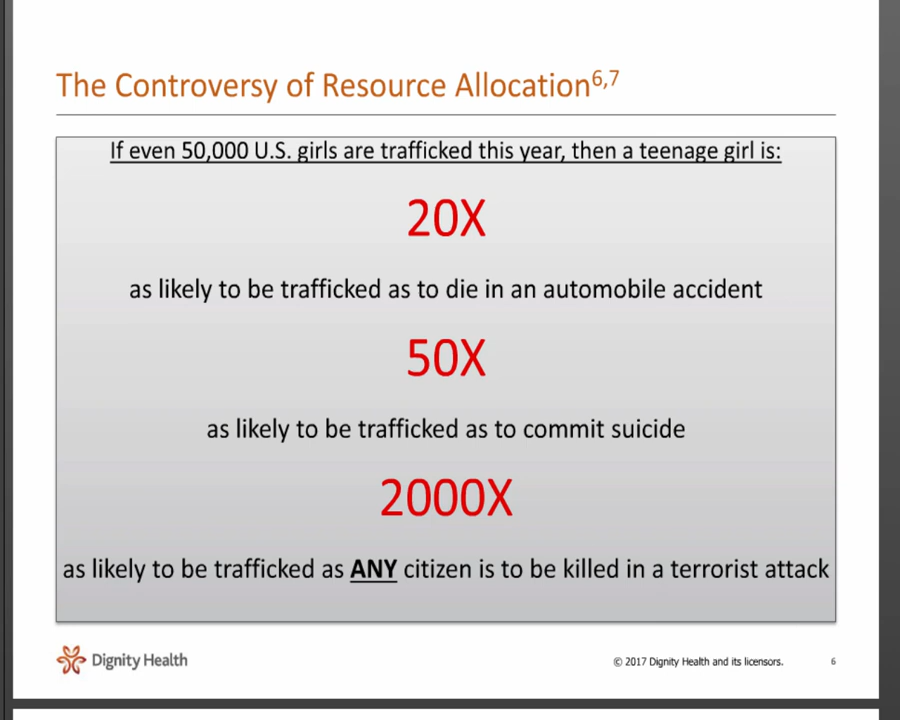 The Controversy of Resource Allocation6,7
If even 50,000 U.S. girls are trafficked this year, then a teenage girl is:
20X
as likely to be trafficked as to die in an automobile accident
50X
as likely to be trafficked as to commit suicide
2000X
as likely to be trafficked as ANY citizen is to be killed in a terrorist attack
Dignity Health
© 2017 Dignity Health and its licensors.
6